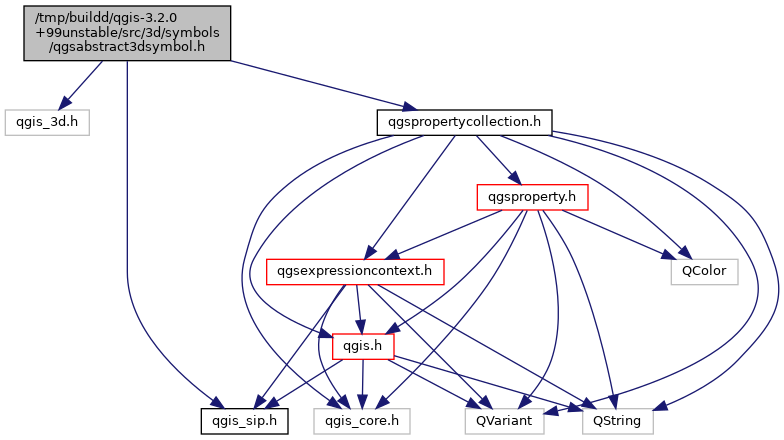 /tmp/buildd/qgis-3.2.0
+99unstable/src/3d/symbols
/qgsabstract3dsymbol.h
qgis_3d.h
qgspropertycollection.h
qgsproperty.h
qgsexpressioncontext.h
QColor
qgis.h
qgis_sip.h
qgis_core.h
QVariant
QString